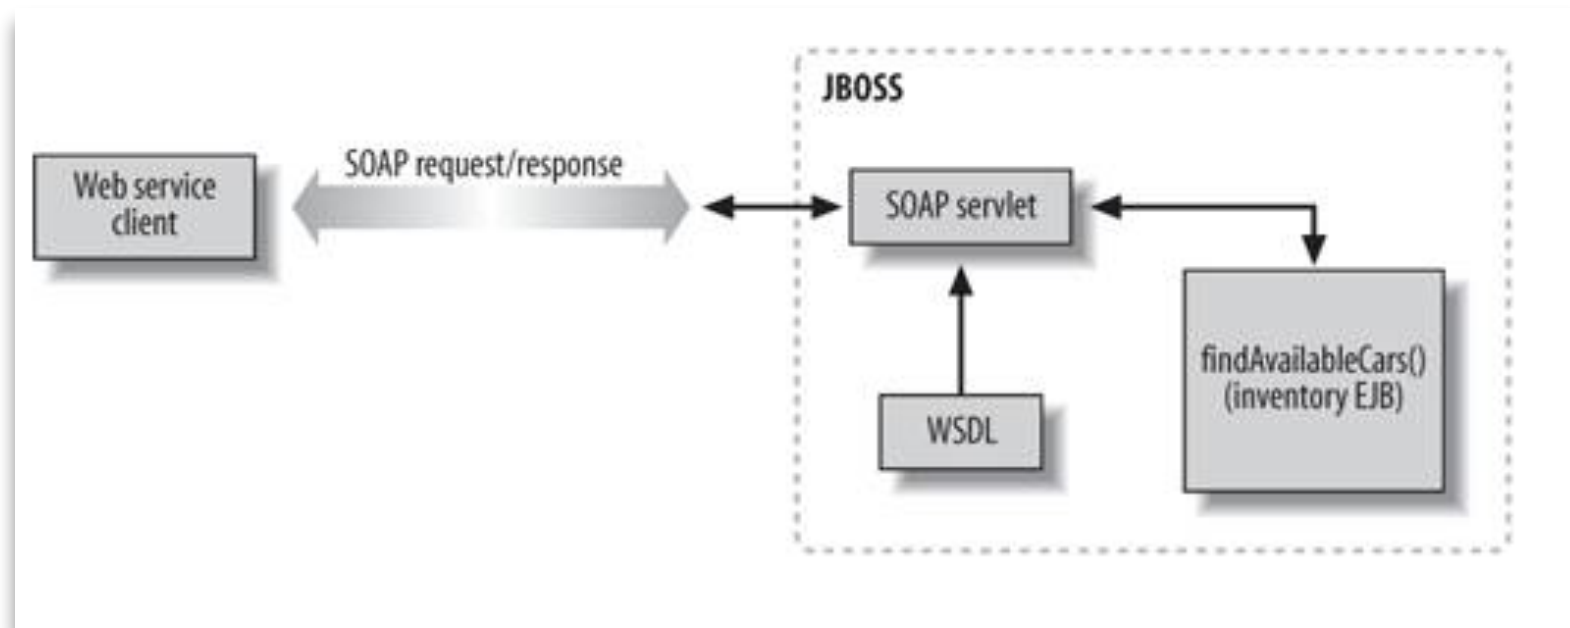 JBOSS
SOAP request/response
Web service
client
SOAP servlet
findAvailableCars()
(inventory EJB)
WSDL